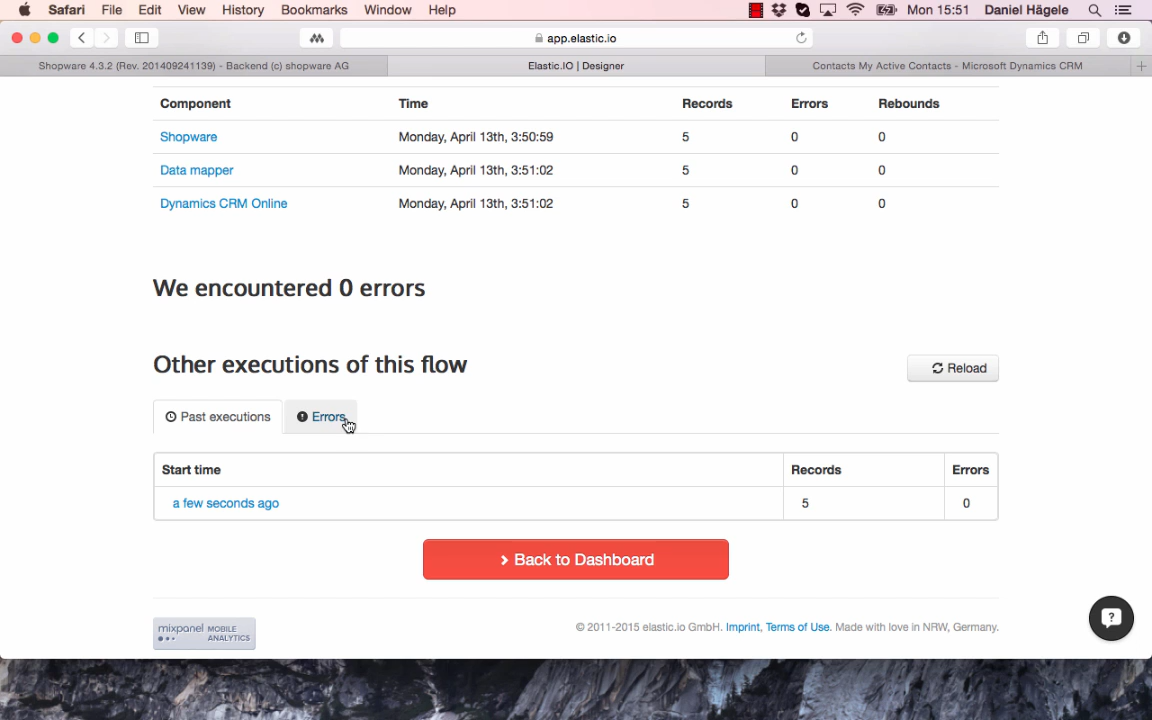 Safari File Edit View History Bookmarks Window Help Mon 15:51 Daniel Hägele
app.elastic.io
Shopware 4.3.2 (Rev. 201409241139) - Backend (c) shopware AG Elastic.IO | Designer Contacts My Active Contacts - Microsoft Dynamics CRM
Component Time Records Errors Rebounds
Shopware Monday, April 13th, 3:50:59 5 0 0
Data mapper Monday, April 13th, 3:51:02 5 0 0
Dynamics CRM Online Monday, April 13th, 3:51:02 5 0 0
We encountered 0 errors
Other executions of this flow
Reload
Past executions Errors
Start time Records Errors
a few seconds ago 5 0
Back to Dashboard
mixpanel MOBILE ANALYTICS
© 2011-2015 elastic.io GmbH. Imprint, Terms of Use. Made with love in NRW, Germany.